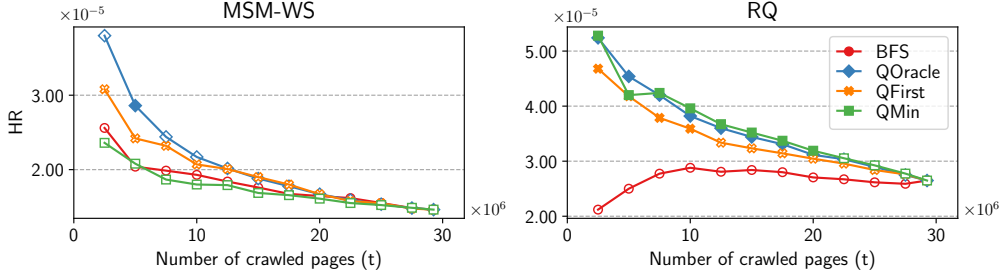 MSM-WS
×10⁻⁵
HR
3.00
2.00
0
10
20
30
×10⁶
Number of crawled pages (t)
RQ
×10⁻⁵
5.00
4.00
3.00
2.00
0
10
20
30
×10⁶
Number of crawled pages (t)
BFS
QOracle
QFirst
QMin